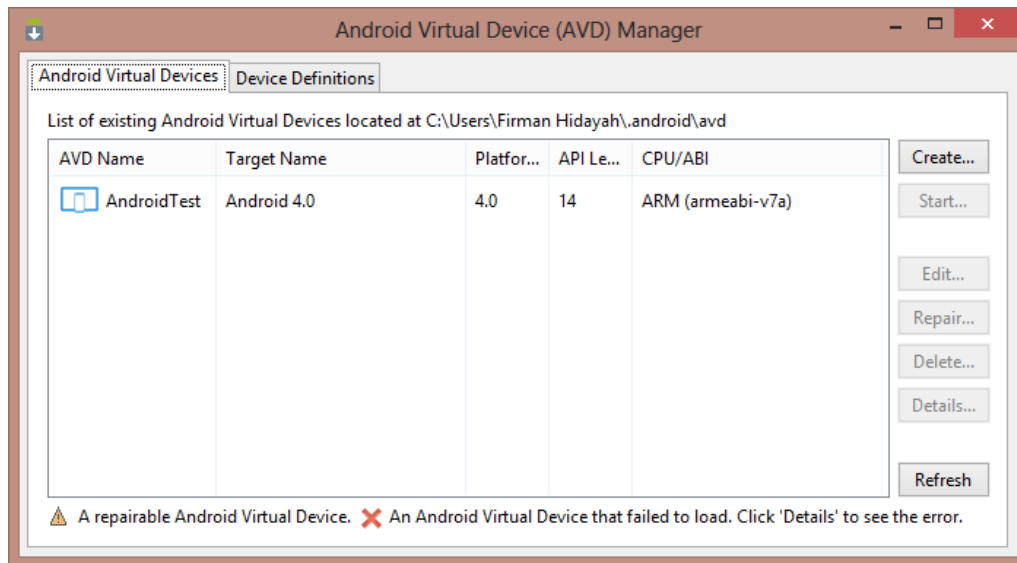 Android Virtual Device (AVD) Manager
Android Virtual Devices Device Definitions
List of existing Android Virtual Devices located at C:\Users\Firman Hidayah\.android\avd
AVD Name Target Name Platfor... API Le... CPU/ABI
AndroidTest Android 4.0 4.0 14 ARM (armeabi-v7a)
Create...
Start...
Edit...
Repair...
Delete...
Details...
Refresh
A repairable Android Virtual Device. An Android Virtual Device that failed to load. Click 'Details' to see the error.